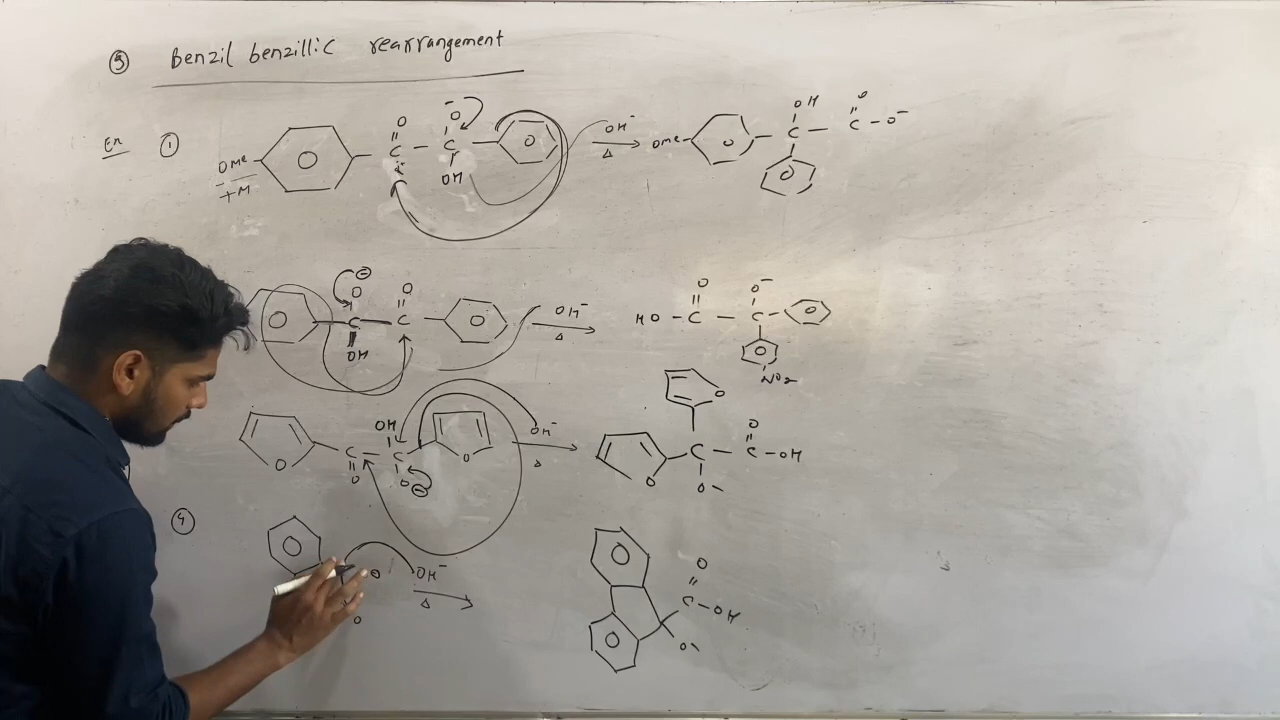 ③ Benzil benzillic rearrangement
Ex ①
O O⁻
OMe C - C OH⁻ OMe OH O
+M OH Δ C - C - O⁻
⊖
O O O O⁻
C C OH⁻ HO - C - C
OH Δ NO₂
OH OH⁻ O O
C - C C - C - OH
O O O ⊖ O Δ O O⁻
④
O OH⁻ O
O Δ C - OH
O⁻